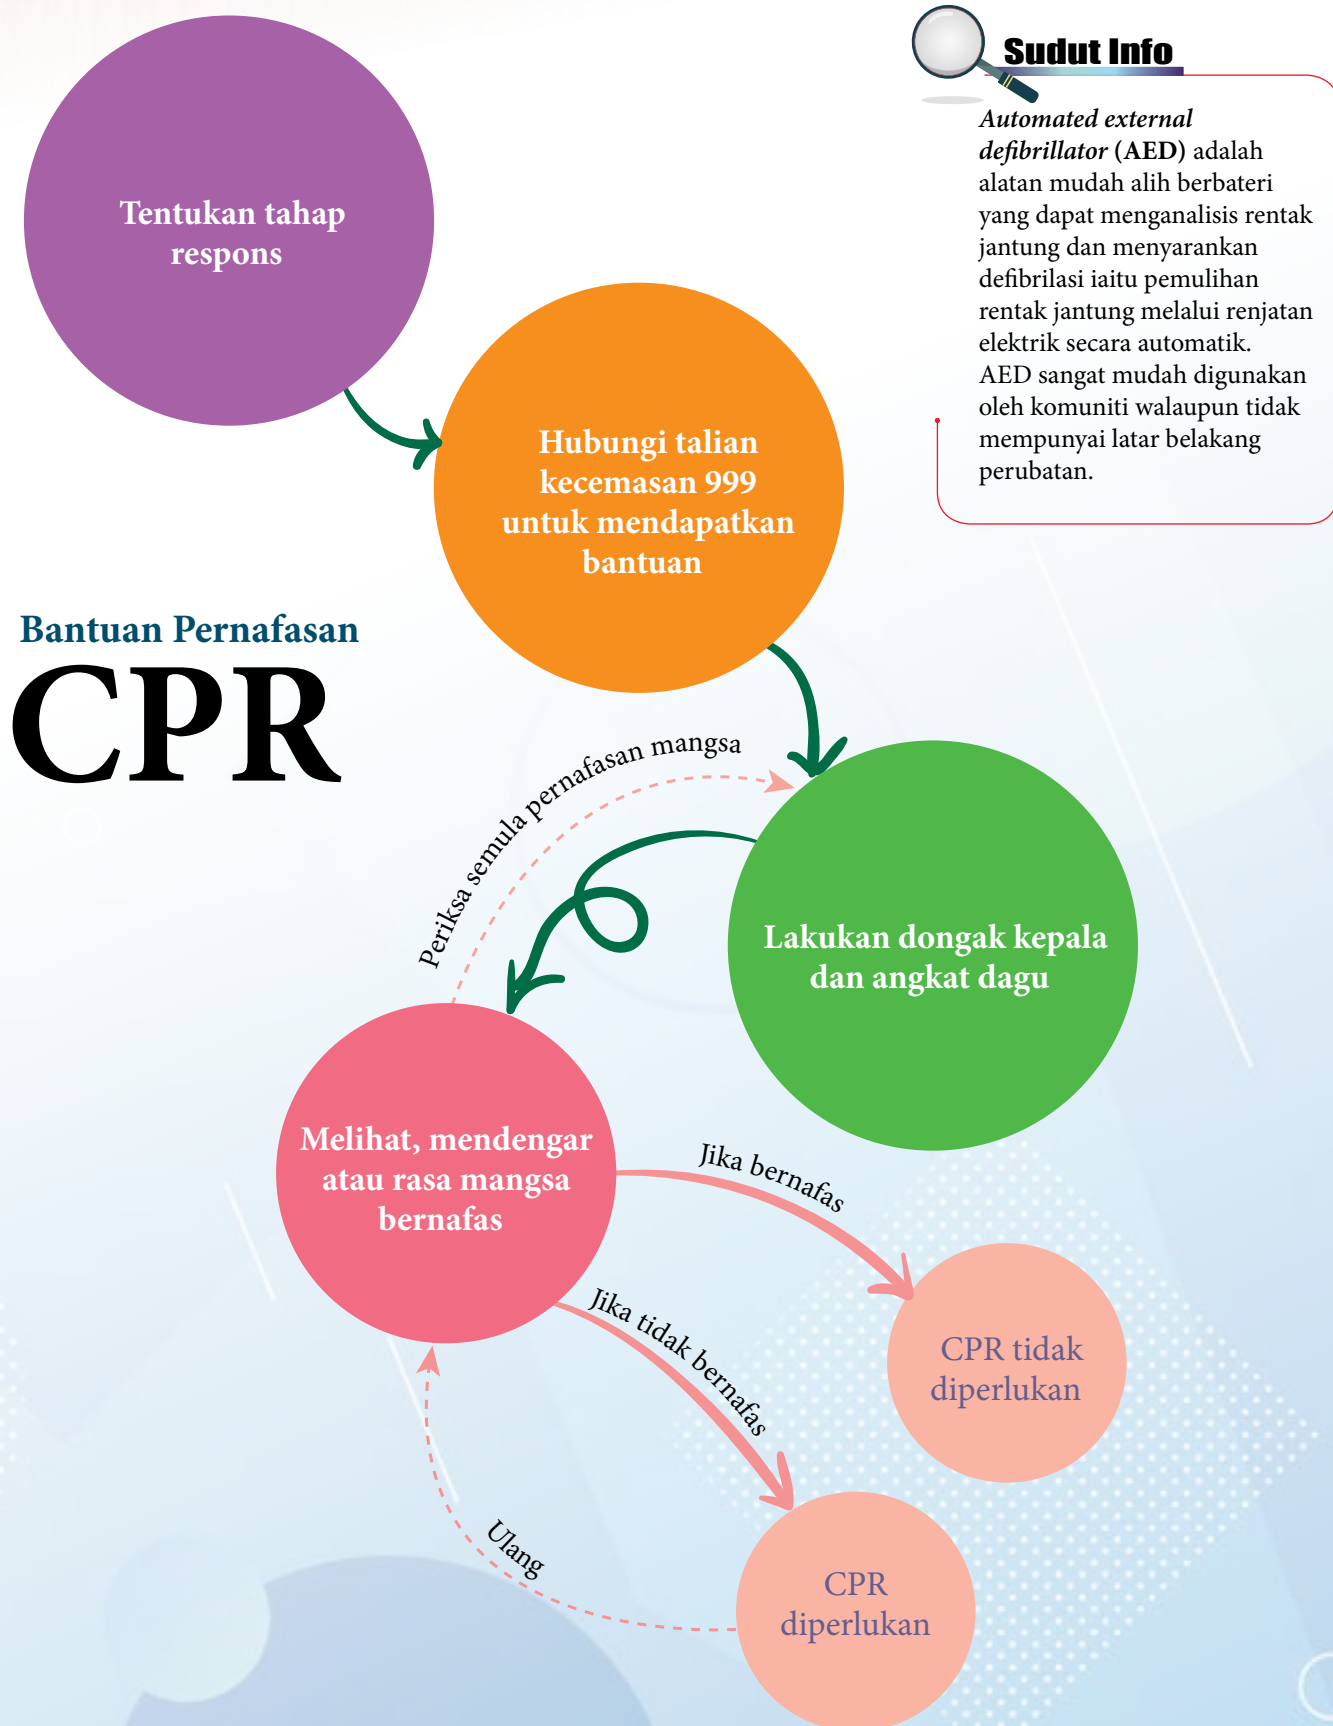 Sudut Info
Automated external
defibrillator (AED) adalah
alatan mudah alih berbateri
yang dapat menganalisis rentak
jantung dan menyarankan
defibrilasi iaitu pemulihan
rentak jantung melalui renjatan
elektrik secara automatik.
AED sangat mudah digunakan
oleh komuniti walaupun tidak
mempunyai latar belakang
perubatan.
Tentukan tahap
respons
Hubungi talian
kecemasan 999
untuk mendapatkan
bantuan
Bantuan Pernafasan
CPR
Periksa semula pernafasan mangsa
Lakukan dongak kepala
dan angkat dagu
Melihat, mendengar
atau rasa mangsa
bernafas
Jika bernafas
CPR tidak
diperlukan
Jika tidak bernafas
CPR
diperlukan
Ulang